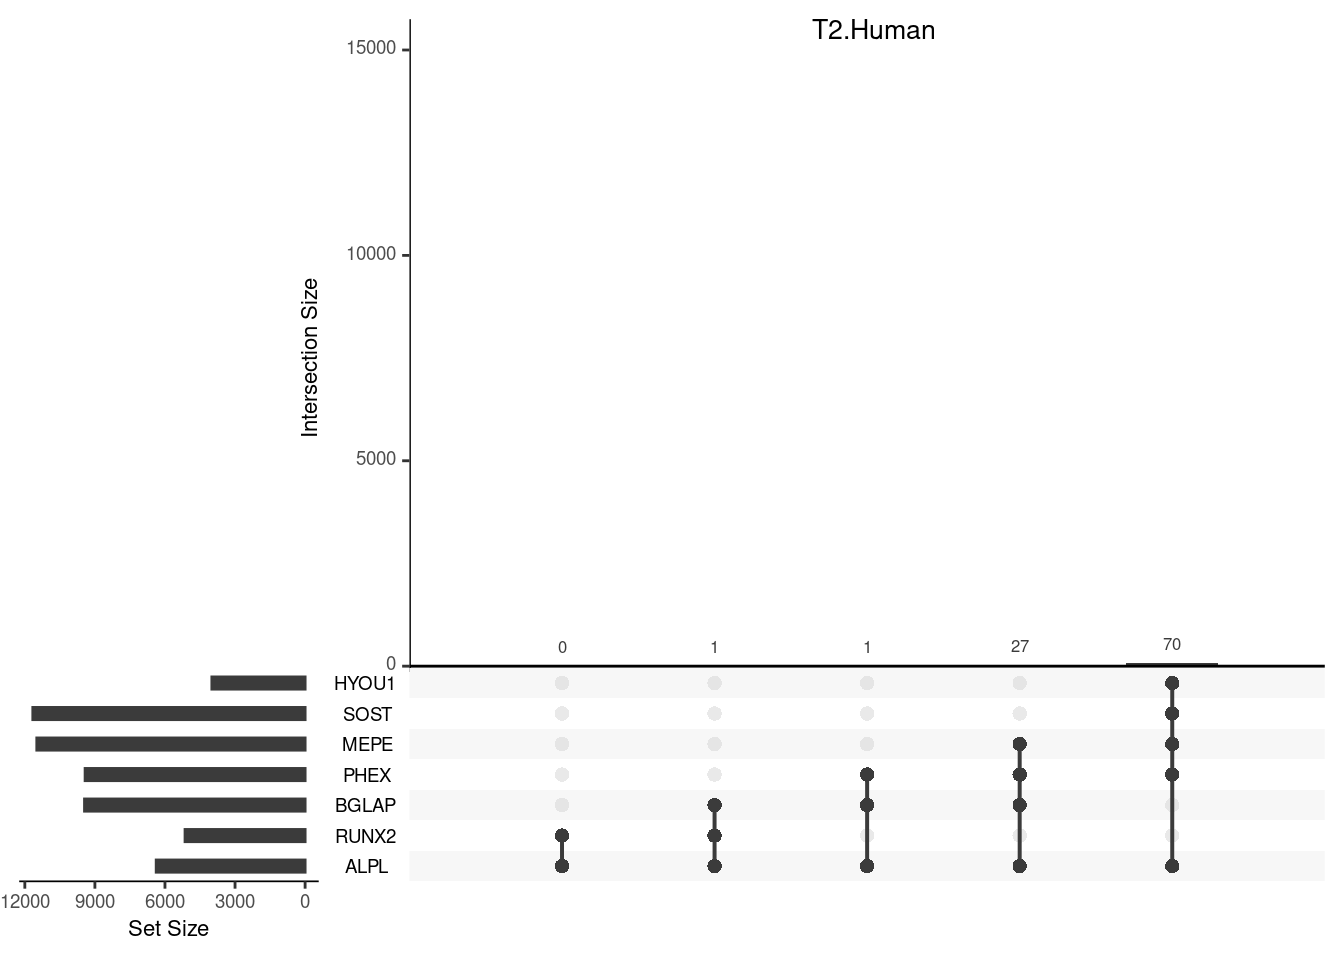 T2.Human
15000
10000
5000
0
Intersection Size
0 1 1 27 70
HYOU1
SOST
MEPE
PHEX
BGLAP
RUNX2
ALPL
12000 9000 6000 3000 0
Set Size